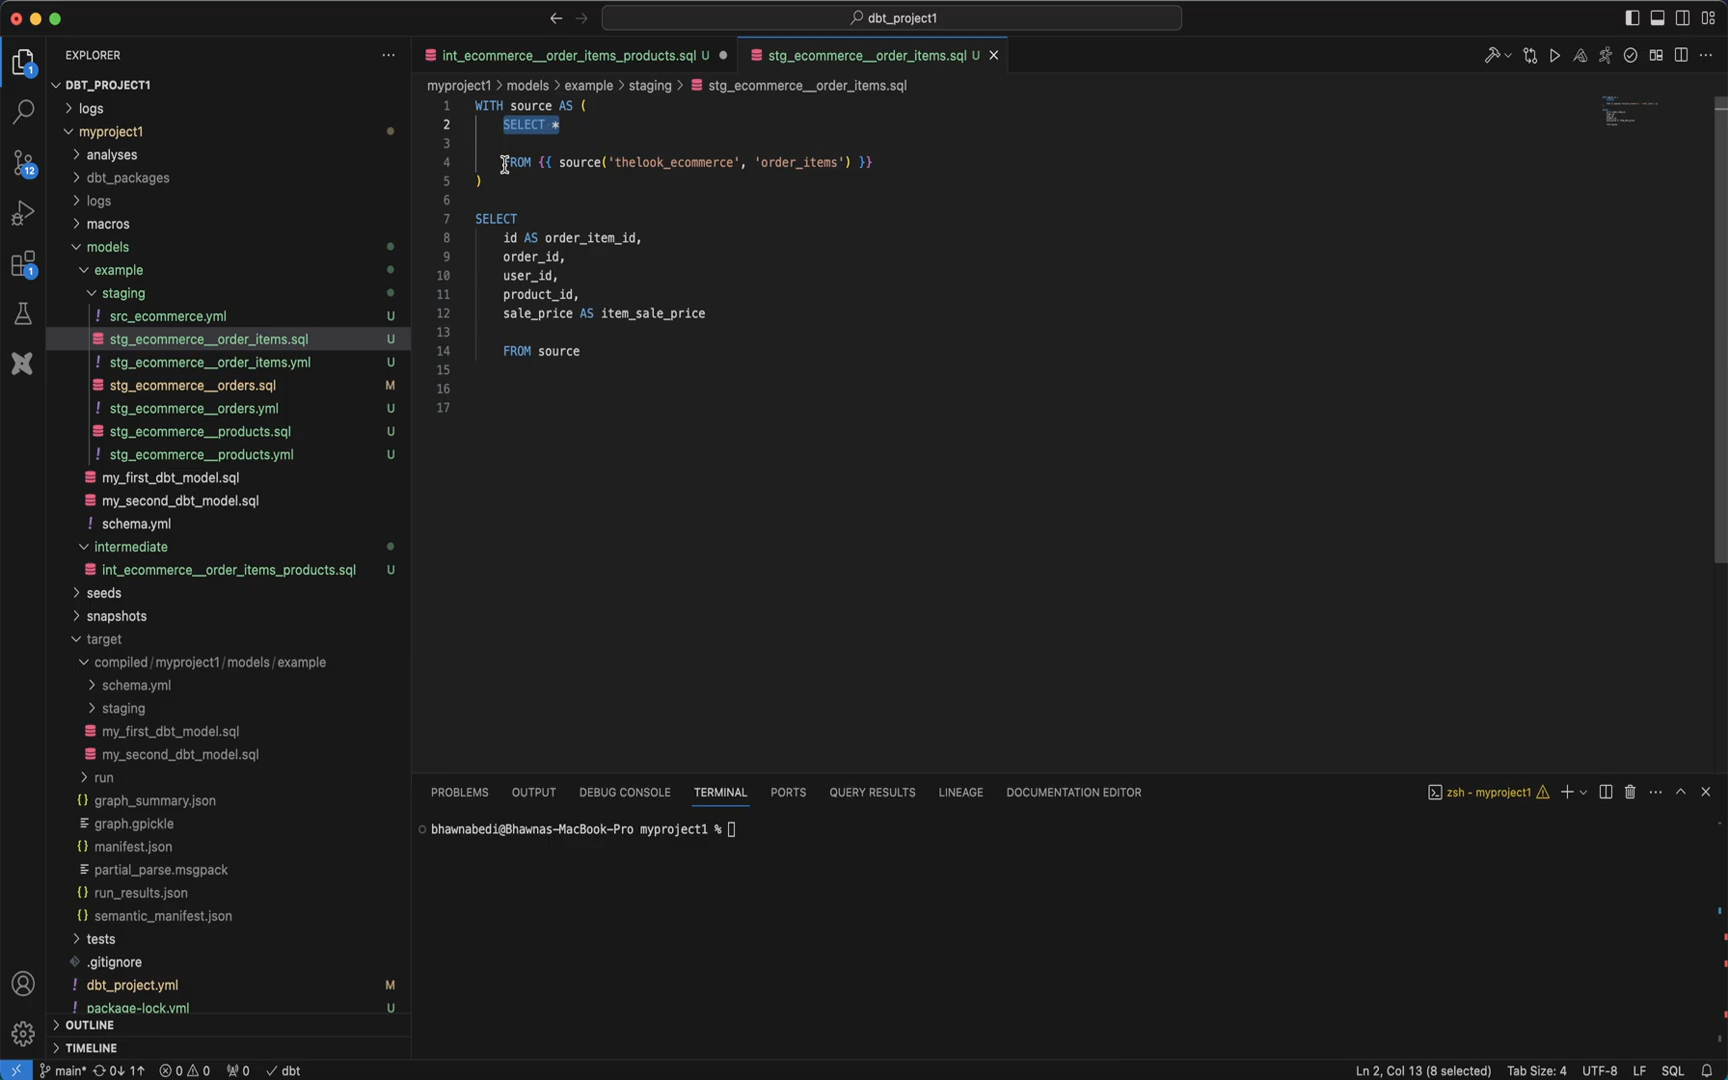 dbt_project1
EXPLORER
DBT_PROJECT1
logs
myproject1
analyses
dbt_packages
logs
macros
models
example
staging
src_ecommerce.yml U
stg_ecommerce__order_items.sql U
stg_ecommerce__order_items.yml U
stg_ecommerce__orders.sql M
stg_ecommerce__orders.yml U
stg_ecommerce__products.sql U
stg_ecommerce__products.yml U
my_first_dbt_model.sql
my_second_dbt_model.sql
schema.yml
intermediate
int_ecommerce__order_items_products.sql U
seeds
snapshots
target
compiled/myproject1/models/example
schema.yml
staging
my_first_dbt_model.sql
my_second_dbt_model.sql
run
graph_summary.json
graph.gpickle
manifest.json
partial_parse.msgpack
run_results.json
semantic_manifest.json
tests
.gitignore
dbt_project.yml M
package-lock.yml U
OUTLINE
TIMELINE
1
12
1
int_ecommerce__order_items_products.sql U
stg_ecommerce__order_items.sql U
myproject1 > models > example > staging > stg_ecommerce__order_items.sql
1 WITH source AS (
2 SELECT *
3
4 FROM {{ source('thelook_ecommerce', 'order_items') }}
5 )
6
7 SELECT
8 id AS order_item_id,
9 order_id,
10 user_id,
11 product_id,
12 sale_price AS item_sale_price
13
14 FROM source
15
16
17
PROBLEMS OUTPUT DEBUG CONSOLE TERMINAL PORTS QUERY RESULTS LINEAGE DOCUMENTATION EDITOR
zsh - myproject1
bhawnabedi@Bhawnas-MacBook-Pro myproject1 %
main* 0↓ 1↑ 0 0 0 dbt
Ln 2, Col 13 (8 selected) Tab Size: 4 UTF-8 LF SQL